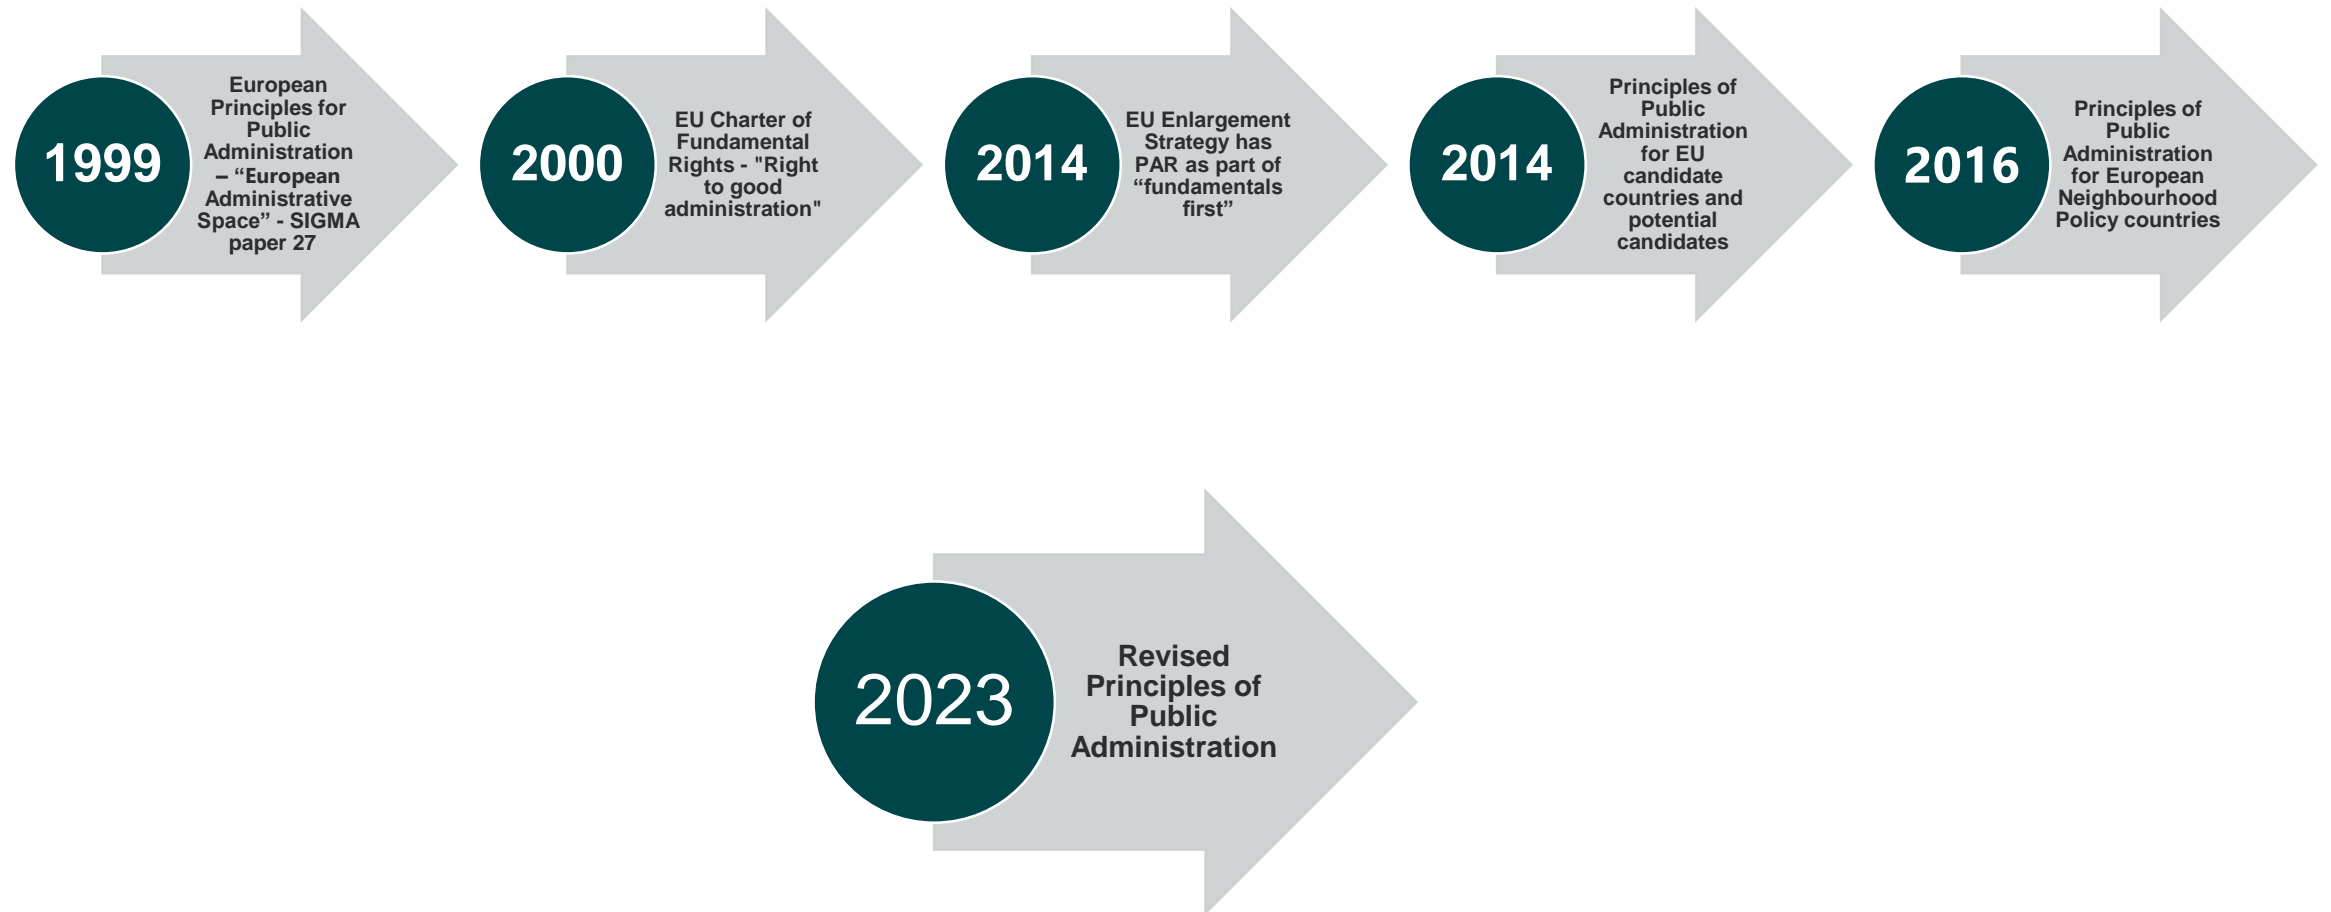 1999
European
Principles for
Public
Administration
– “European
Administrative
Space” - SIGMA
paper 27
2000
EU Charter of
Fundamental
Rights - "Right
to good
administration"
2014
EU Enlargement
Strategy has
PAR as part of
“fundamentals
first”
2014
Principles of
Public
Administration
for EU
candidate
countries and
potential
candidates
2016
Principles of
Public
Administration
for European
Neighbourhood
Policy countries
2023
Revised
Principles of
Public
Administration